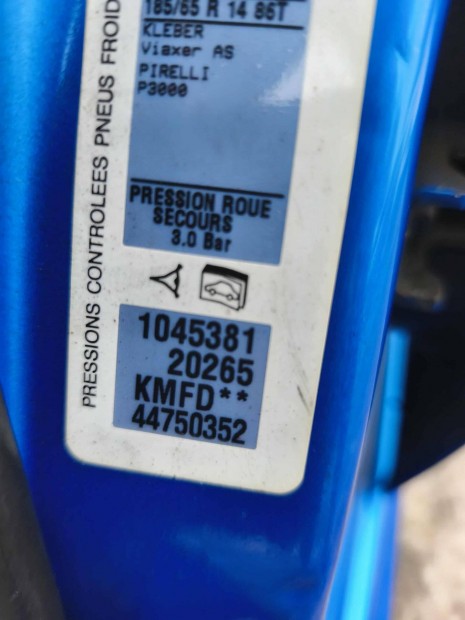 185/65 R 14 86T
KLEBER
Viaxer AS
PIRELLI
P3000
PRESSION ROUE
SECOURS
3.0 Bar
PRESSIONS CONTROLEES PNEUS FROID
1045381
20265
KMFD**
44750352